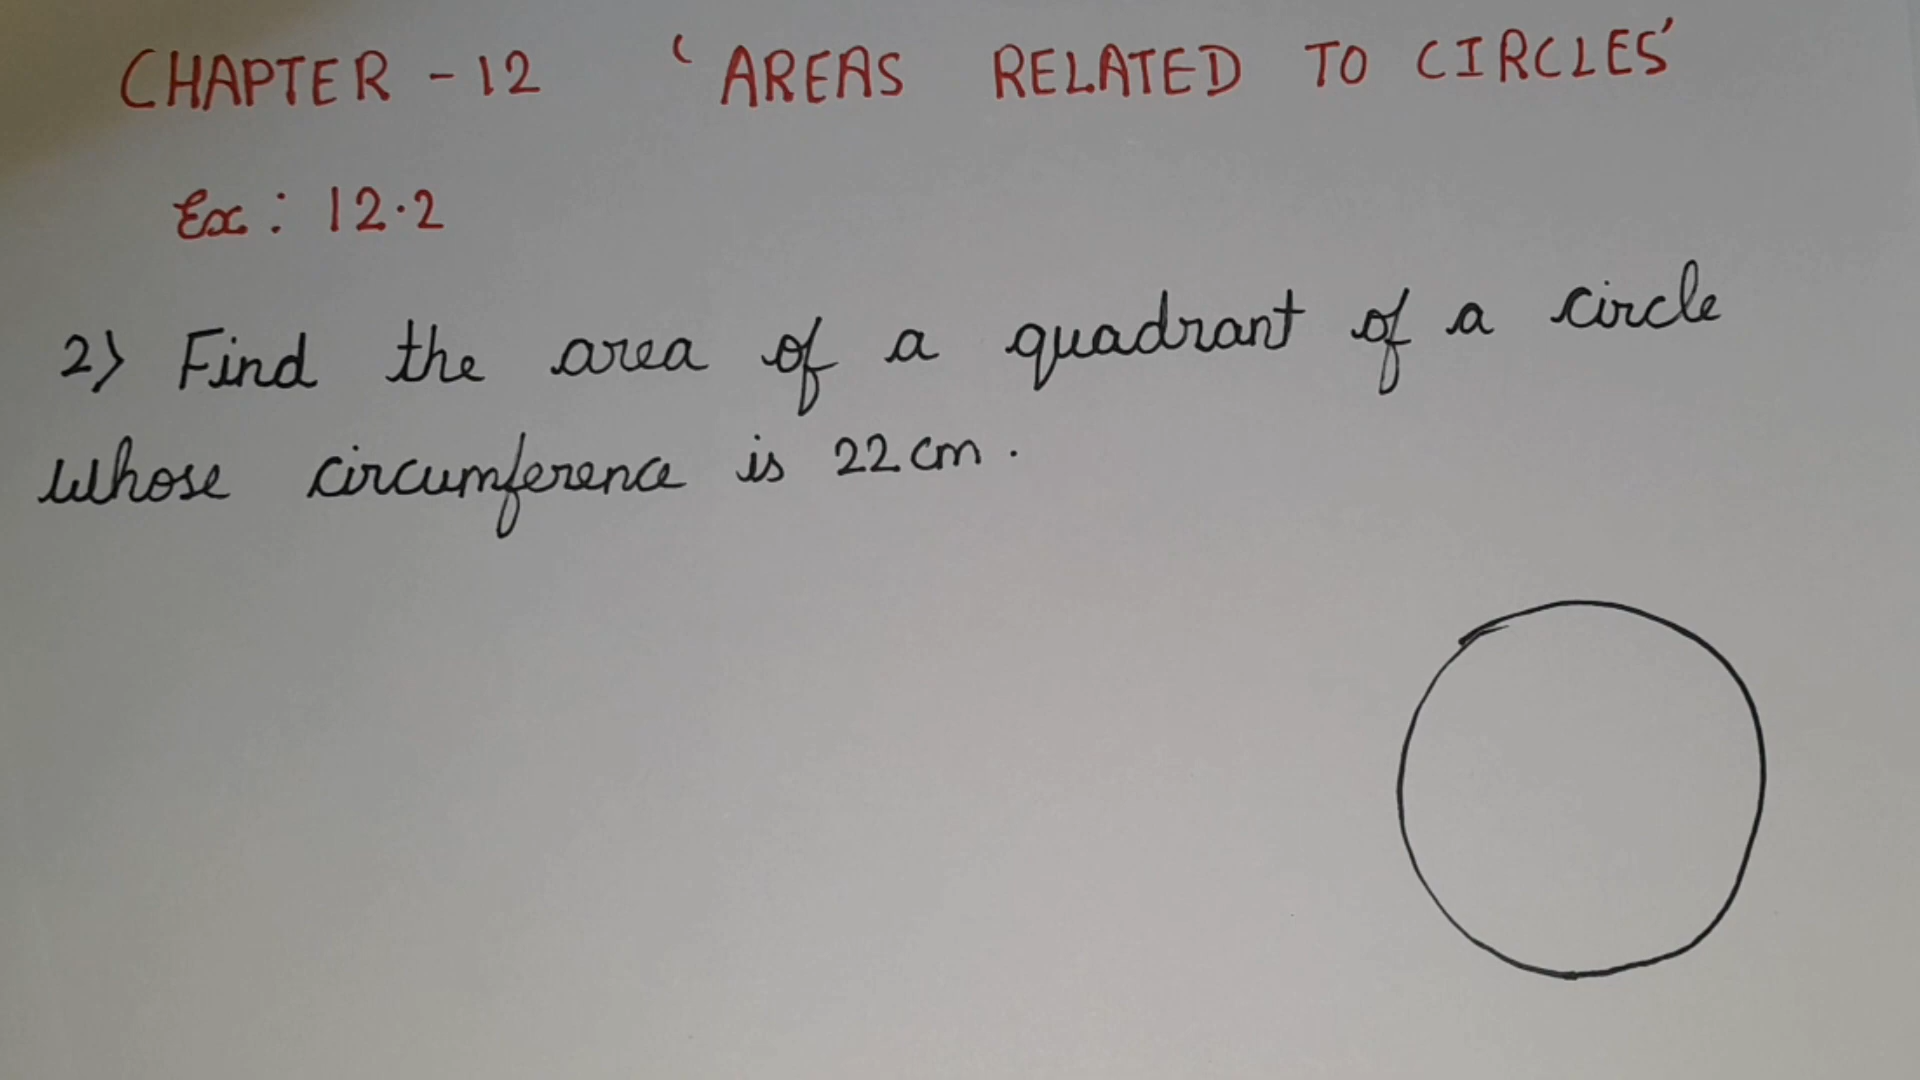 CHAPTER - 12 ‘AREAS RELATED TO CIRCLES’
Ex: 12.2
2) Find the area of a quadrant of a circle
whose circumference is 22 cm.